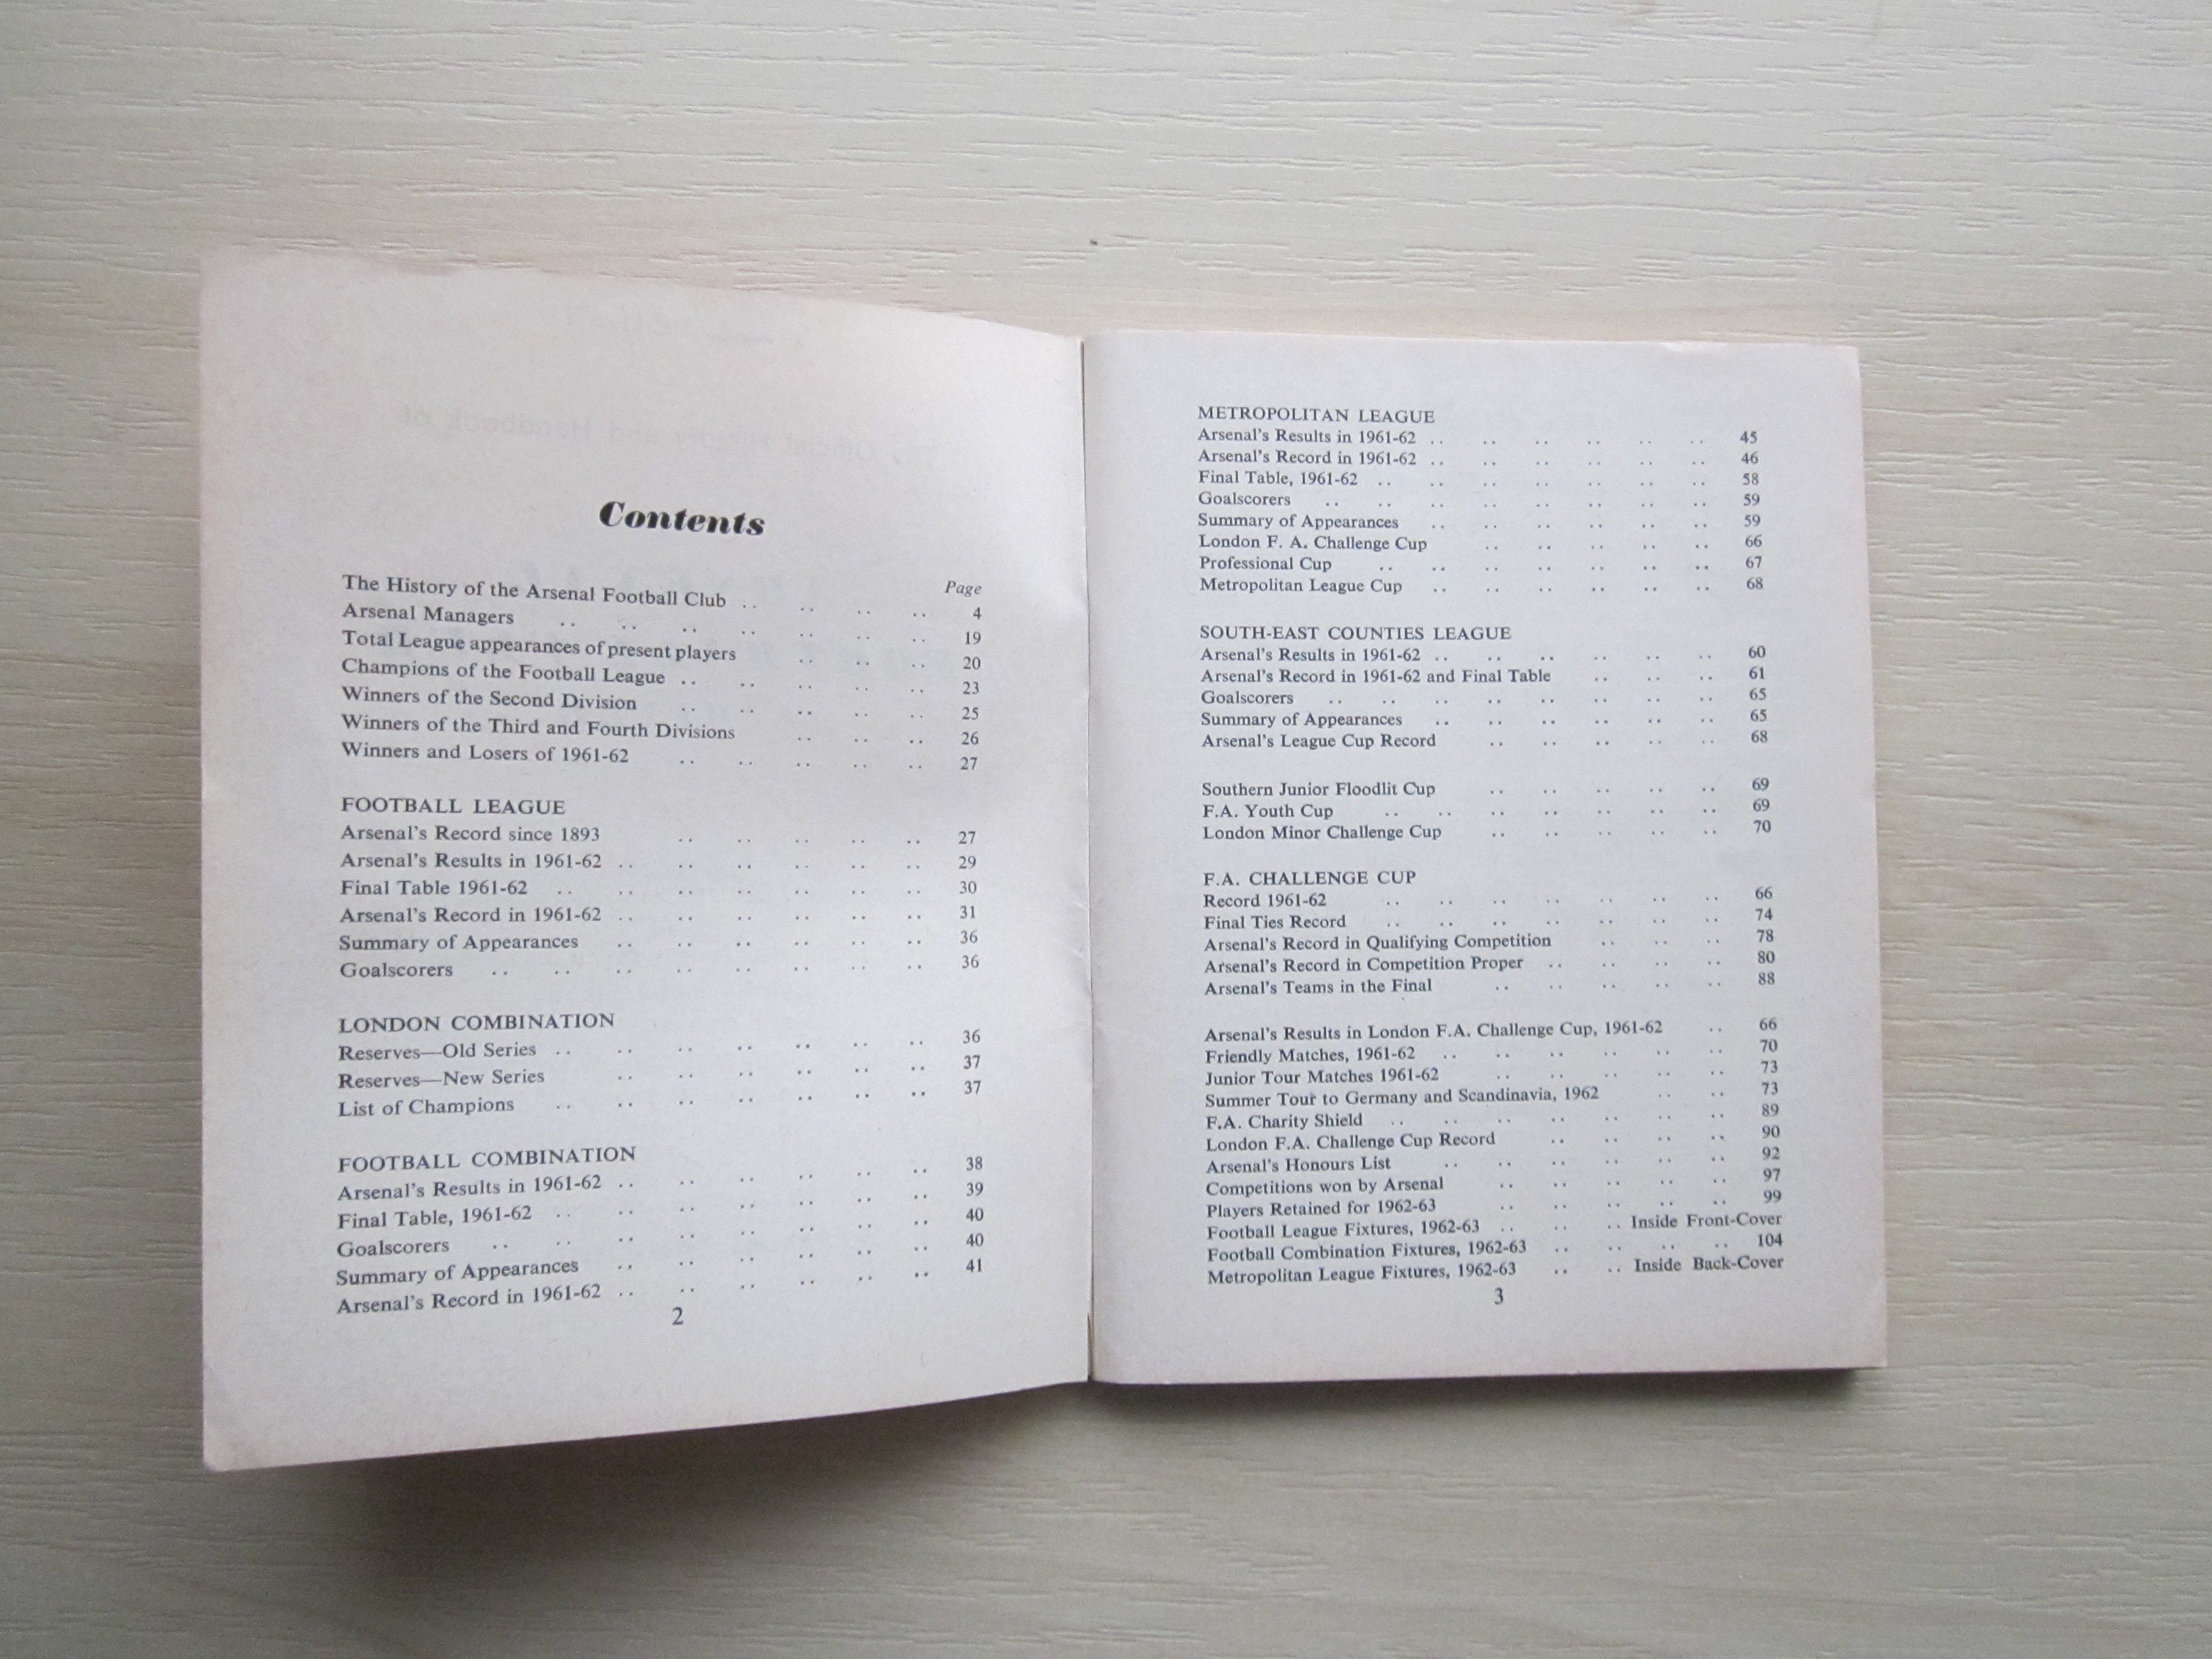 Contents
Page
The History of the Arsenal Football Club .. .. .. .. 4
Arsenal Managers .. .. .. .. .. .. .. 19
Total League appearances of present players .. .. .. 20
Champions of the Football League .. .. .. .. .. 23
Winners of the Second Division .. .. .. .. .. 25
Winners of the Third and Fourth Divisions .. .. .. 26
Winners and Losers of 1961-62 .. .. .. .. .. 27
FOOTBALL LEAGUE
Arsenal's Record since 1893 .. .. .. .. .. 27
Arsenal's Results in 1961-62 .. .. .. .. .. .. 29
Final Table 1961-62 .. .. .. .. .. .. .. 30
Arsenal's Record in 1961-62 .. .. .. .. .. .. 31
Summary of Appearances .. .. .. .. .. .. 36
Goalscorers .. .. .. .. .. .. .. .. 36
LONDON COMBINATION
Reserves—Old Series .. .. .. .. .. .. .. 36
Reserves—New Series .. .. .. .. .. .. 37
List of Champions .. .. .. .. .. .. .. 37
FOOTBALL COMBINATION
Arsenal's Results in 1961-62 .. .. .. .. .. .. 38
Final Table, 1961-62 .. .. .. .. .. .. .. 39
Goalscorers .. .. .. .. .. .. .. .. 40
Summary of Appearances .. .. .. .. .. .. 40
Arsenal's Record in 1961-62 .. .. .. .. .. .. 41
2
METROPOLITAN LEAGUE
Arsenal's Results in 1961-62 .. .. .. .. .. .. 45
Arsenal's Record in 1961-62 .. .. .. .. .. .. 46
Final Table, 1961-62 .. .. .. .. .. .. .. 58
Goalscorers .. .. .. .. .. .. .. .. 59
Summary of Appearances .. .. .. .. .. .. 59
London F. A. Challenge Cup .. .. .. .. .. 66
Professional Cup .. .. .. .. .. .. .. 67
Metropolitan League Cup .. .. .. .. .. .. 68
SOUTH-EAST COUNTIES LEAGUE
Arsenal's Results in 1961-62 .. .. .. .. .. .. 60
Arsenal's Record in 1961-62 and Final Table .. .. .. 61
Goalscorers .. .. .. .. .. .. .. .. 65
Summary of Appearances .. .. .. .. .. .. 65
Arsenal's League Cup Record .. .. .. .. .. 68
Southern Junior Floodlit Cup .. .. .. .. .. 69
F.A. Youth Cup .. .. .. .. .. .. .. 69
London Minor Challenge Cup .. .. .. .. .. 70
F.A. CHALLENGE CUP
Record 1961-62 .. .. .. .. .. .. .. 66
Final Ties Record .. .. .. .. .. .. .. 74
Arsenal's Record in Qualifying Competition .. .. .. 78
Arsenal's Record in Competition Proper .. .. .. .. 80
Arsenal's Teams in the Final .. .. .. .. .. 88
Arsenal's Results in London F.A. Challenge Cup, 1961-62 .. 66
Friendly Matches, 1961-62 .. .. .. .. .. .. 70
Junior Tour Matches 1961-62 .. .. .. .. .. 73
Summer Tour to Germany and Scandinavia, 1962 .. .. 73
F.A. Charity Shield .. .. .. .. .. .. .. 89
London F.A. Challenge Cup Record .. .. .. .. 90
Arsenal's Honours List .. .. .. .. .. .. 92
Competitions won by Arsenal .. .. .. .. .. 97
Players Retained for 1962-63 .. .. .. .. .. 99
Football League Fixtures, 1962-63 .. .. .. Inside Front-Cover
Football Combination Fixtures, 1962-63 .. .. .. .. 104
Metropolitan League Fixtures, 1962-63 .. .. Inside Back-Cover
3